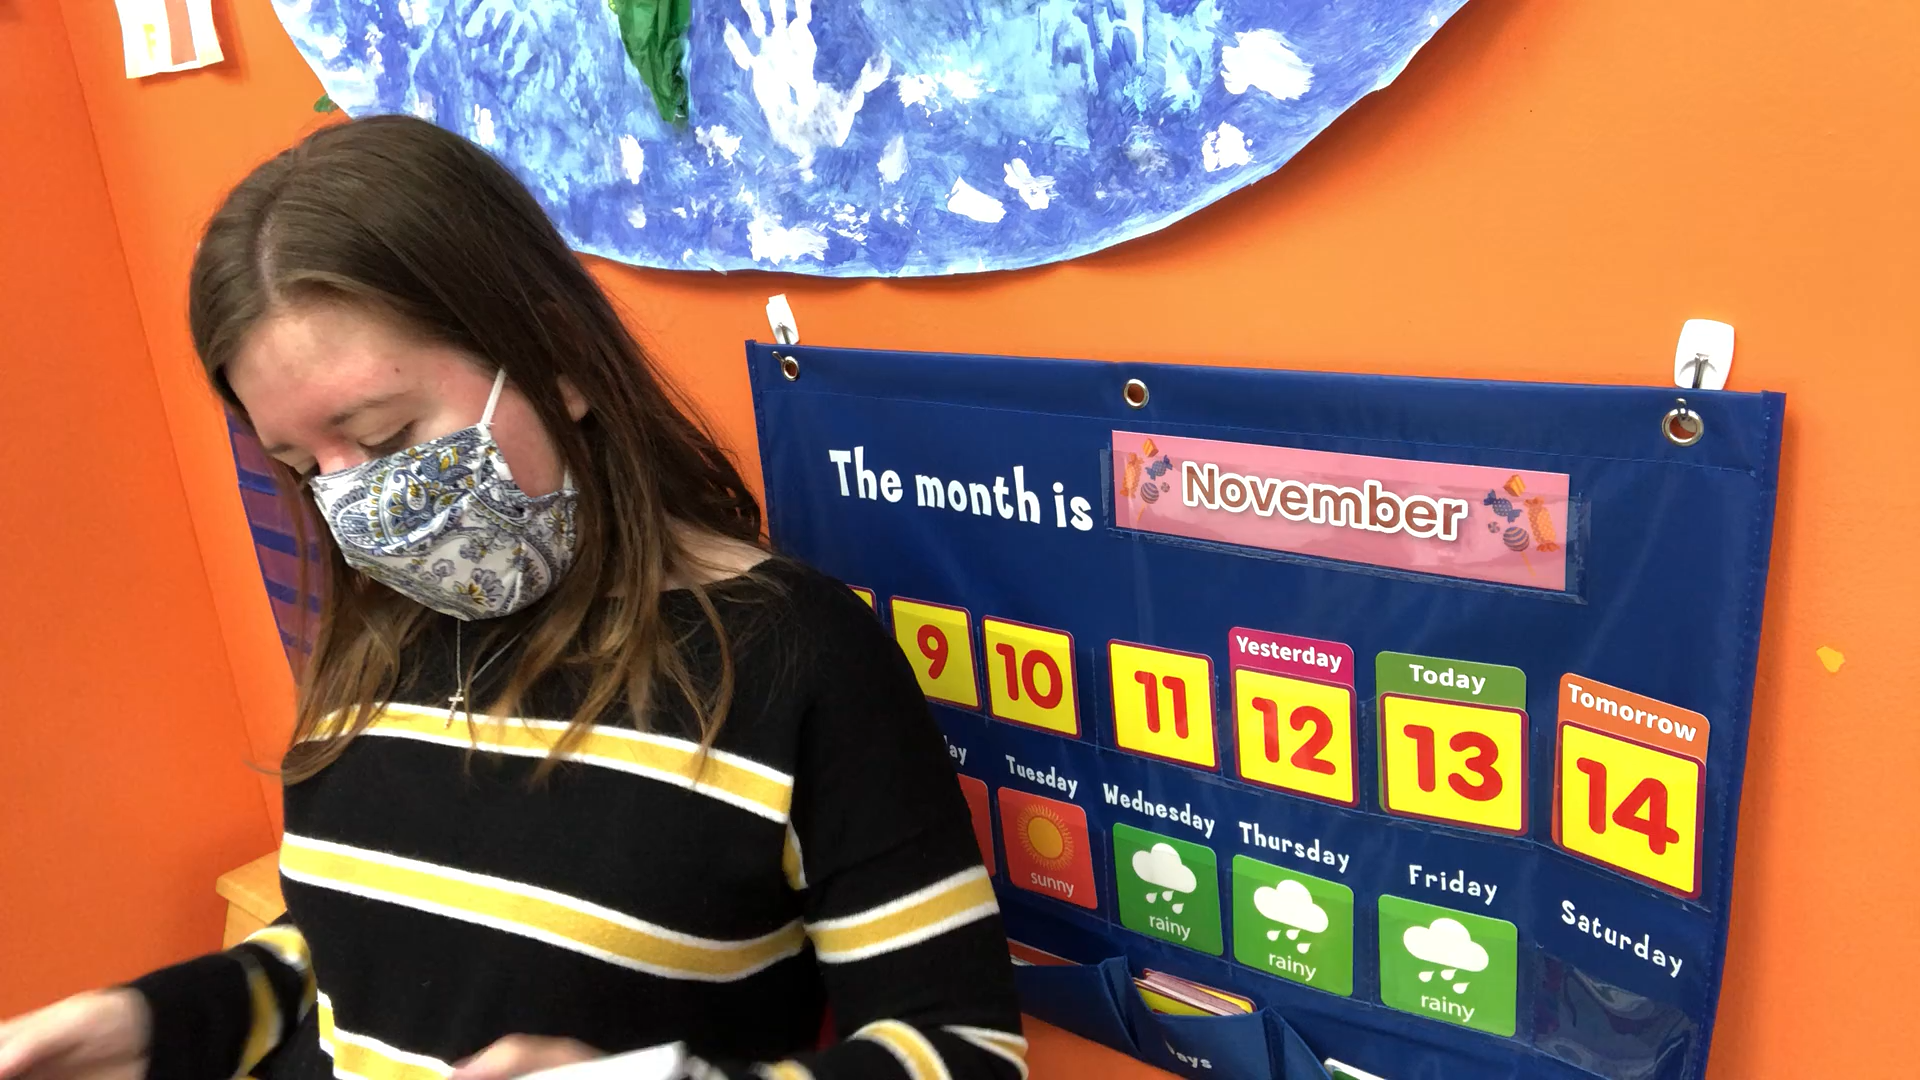 The month is November
9 10 11 12 13 14
Yesterday Today Tomorrow
Tuesday Wednesday Thursday Friday Saturday
sunny rainy rainy rainy